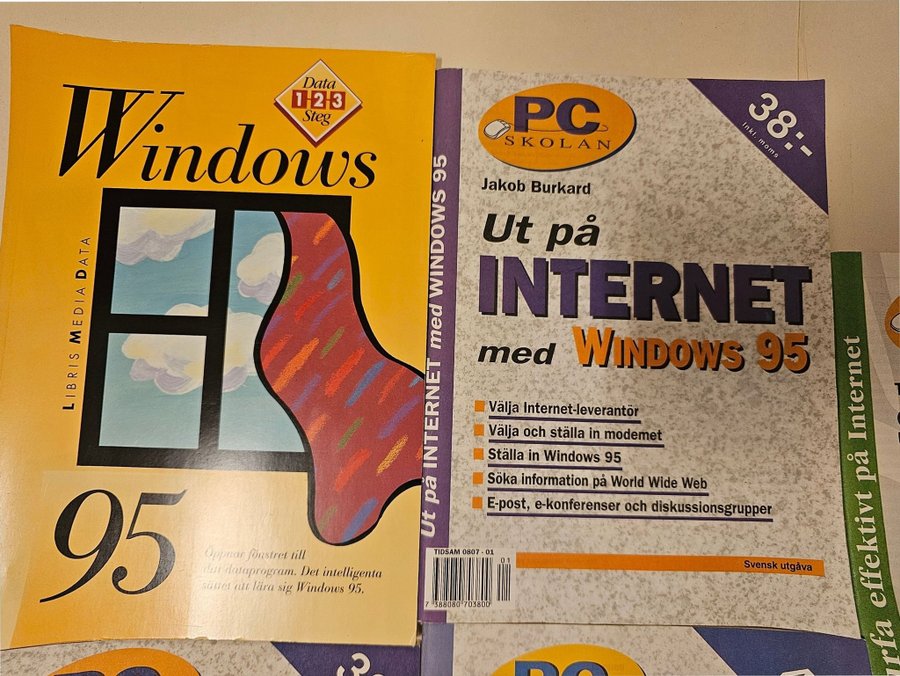 Windows
Data
1-2-3
Steg
LIBRIS MEDIA DATA
95
Öppnar fönstret till
ditt dataprogram. Det intelligenta
sättet att lära sig Windows 95.
Ut på INTERNET med WINDOWS 95
PC
SKOLAN
38:-
inkl. moms
Jakob Burkard
Ut på
INTERNET
med WINDOWS 95
Välja Internet-leverantör
Välja och ställa in modemet
Ställa in Windows 95
Söka information på World Wide Web
E-post, e-konferenser och diskussionsgrupper
TIDSAM 0807 - 01
01
7 388080 703800
Svensk utgåva
effektivt på Internet
PC